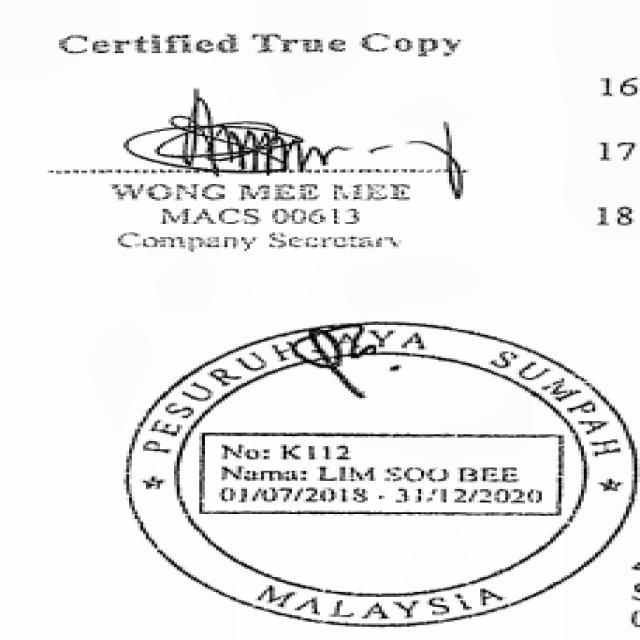 Certified True Copy
16
17
WONG MEE MEE
MACS 00613
18
Company Secretary
PESURUHJAYA SUMPAH
No: K112
Nama: LIM SOO BEE
01/07/2018 - 31/12/2020
MALAYSiA